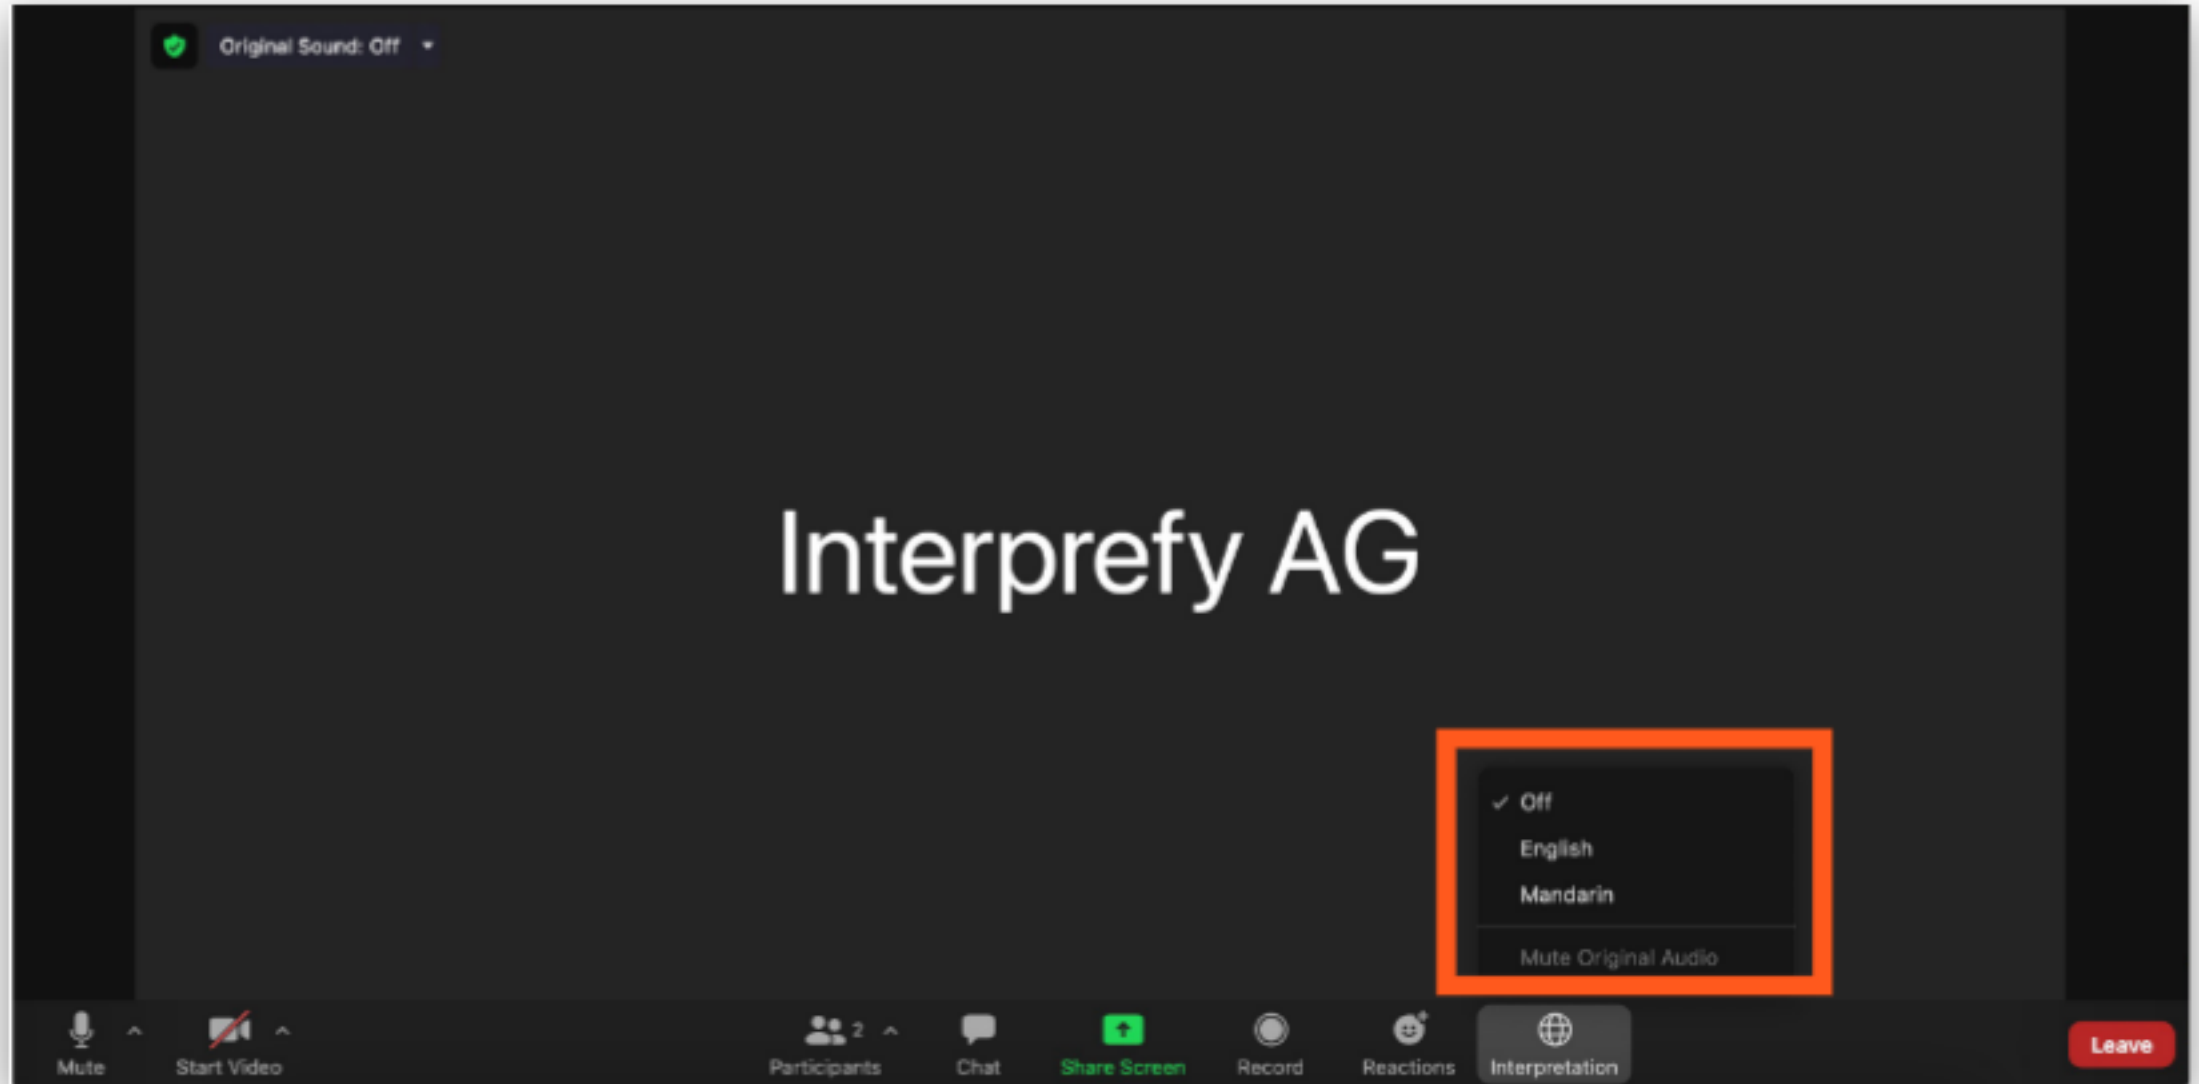 Original Sound: Off
Interprefy AG
Off
English
Mandarin
Mute Original Audio
2
Mute
Start Video
Participants
Chat
Share Screen
Record
Reactions
Interpretation
Leave